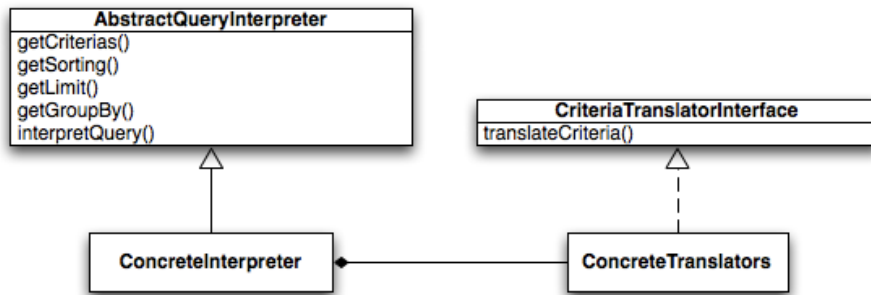 AbstractQueryInterpreter
getCriterias()
getSorting()
getLimit()
getGroupBy()
interpretQuery()
CriteriaTranslatorInterface
translateCriteria()
ConcreteInterpreter
ConcreteTranslators